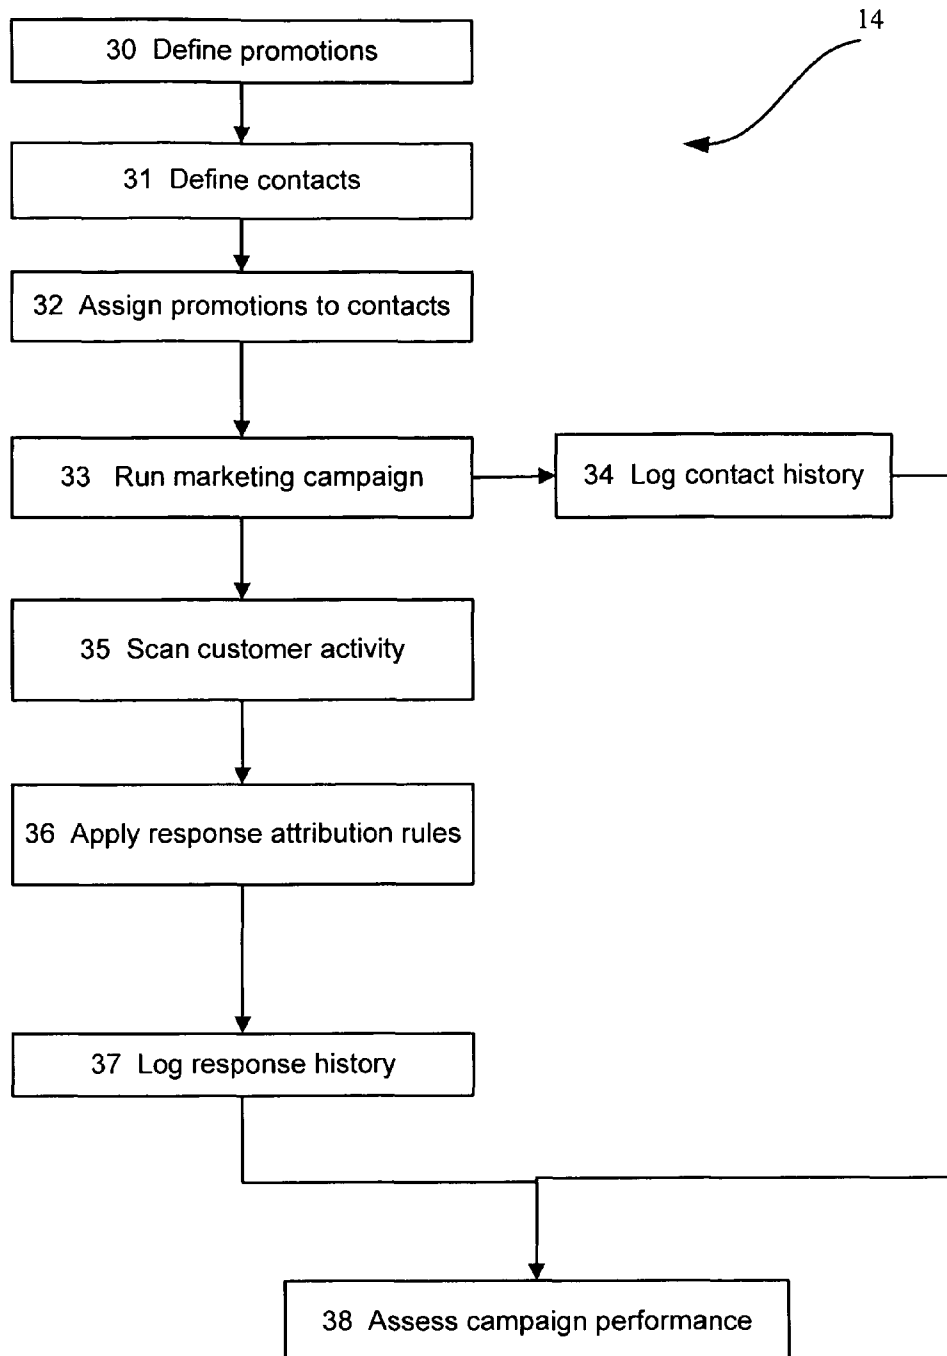 14
30 Define promotions
31 Define contacts
32 Assign promotions to contacts
33 Run marketing campaign
34 Log contact history
35 Scan customer activity
36 Apply response attribution rules
37 Log response history
38 Assess campaign performance